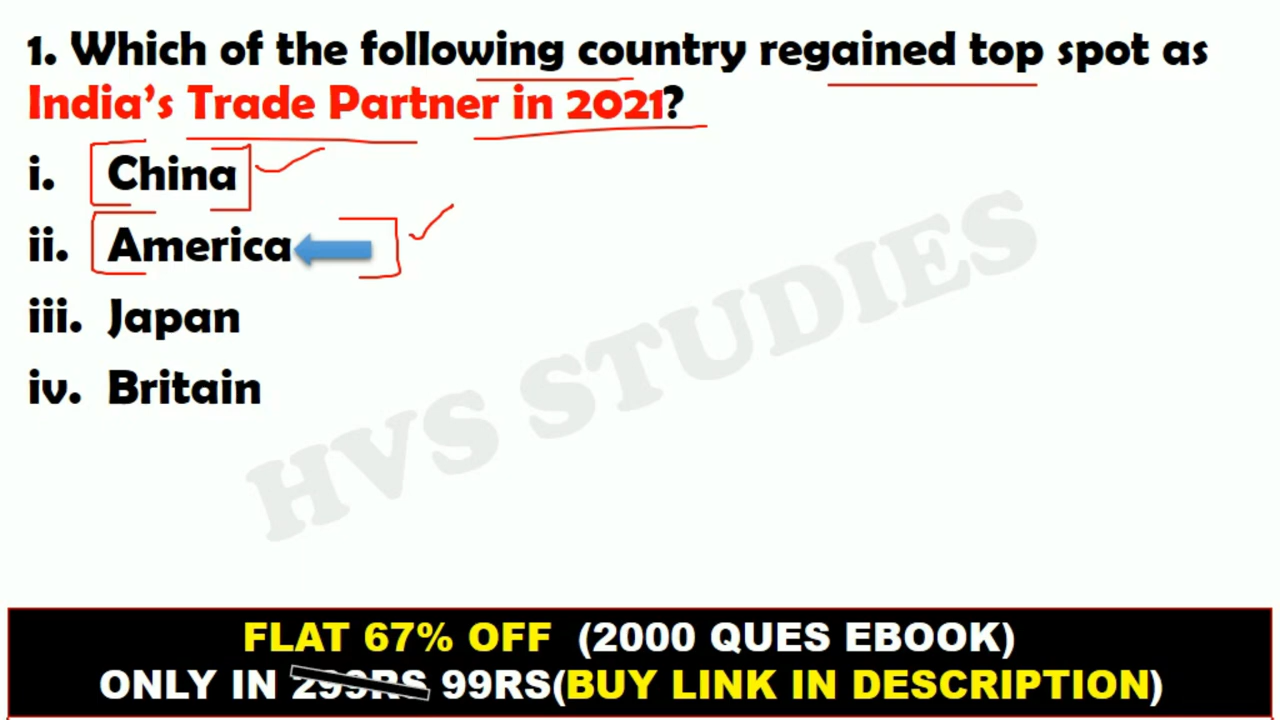 1. Which of the following country regained top spot as
India's Trade Partner in 2021?
i. China
ii. America
iii. Japan
iv. Britain
HVS STUDIES
FLAT 67% OFF (2000 QUES EBOOK)
ONLY IN 299RS 99RS(BUY LINK IN DESCRIPTION)